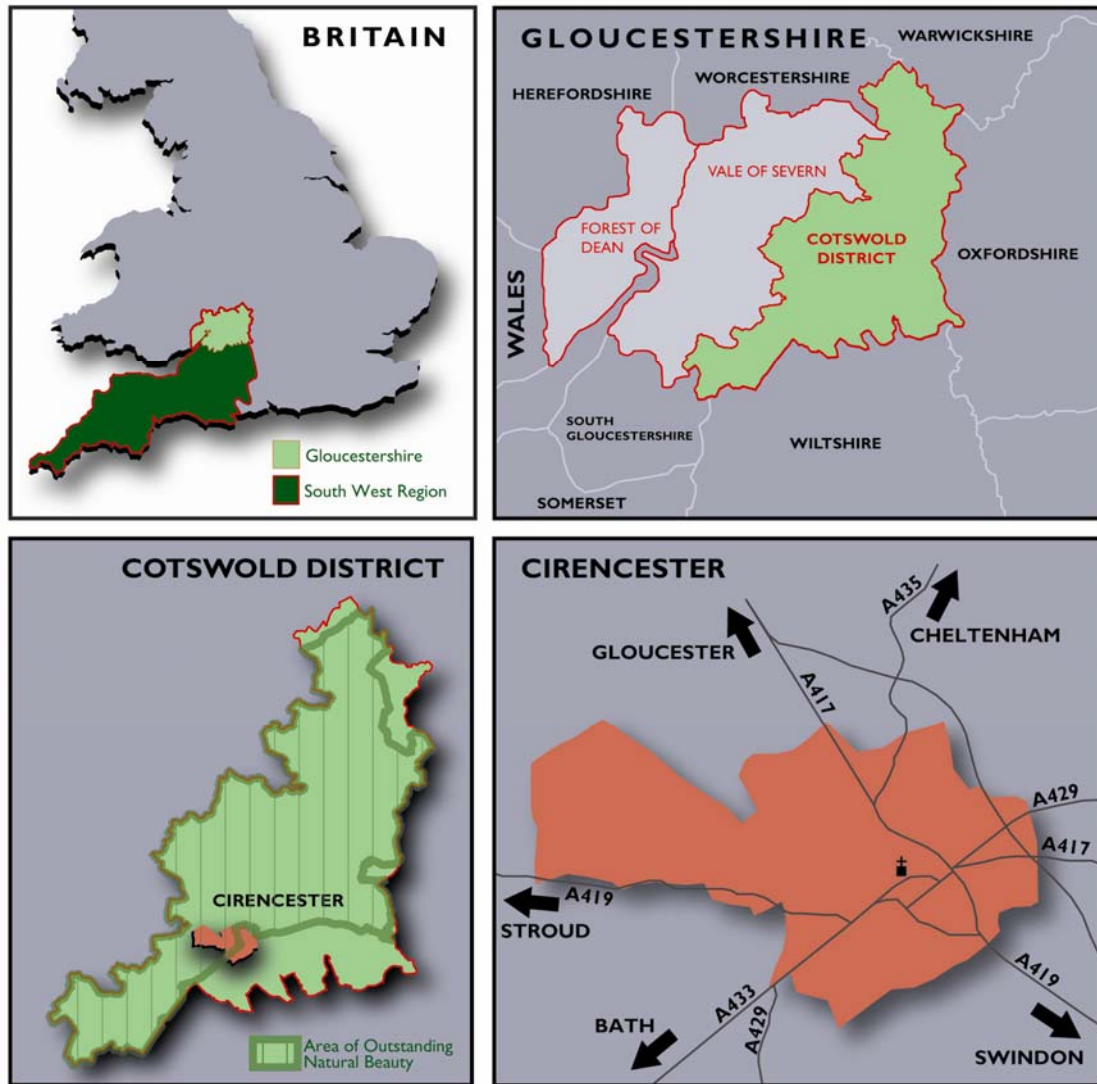 BRITAIN
Gloucestershire
South West Region
GLOUCESTERSHIRE
WARWICKSHIRE
WORCESTERSHIRE
HEREFORDSHIRE
VALE OF SEVERN
FOREST OF
DEAN
COTSWOLD
DISTRICT
OXFORDSHIRE
WALES
SOUTH
GLOUCESTERSHIRE
WILTSHIRE
SOMERSET
COTSWOLD DISTRICT
CIRENCESTER
Area of Outstanding
Natural Beauty
CIRENCESTER
A435
CHELTENHAM
GLOUCESTER
A417
A429
A417
A419
STROUD
A433
A419
BATH
A429
SWINDON